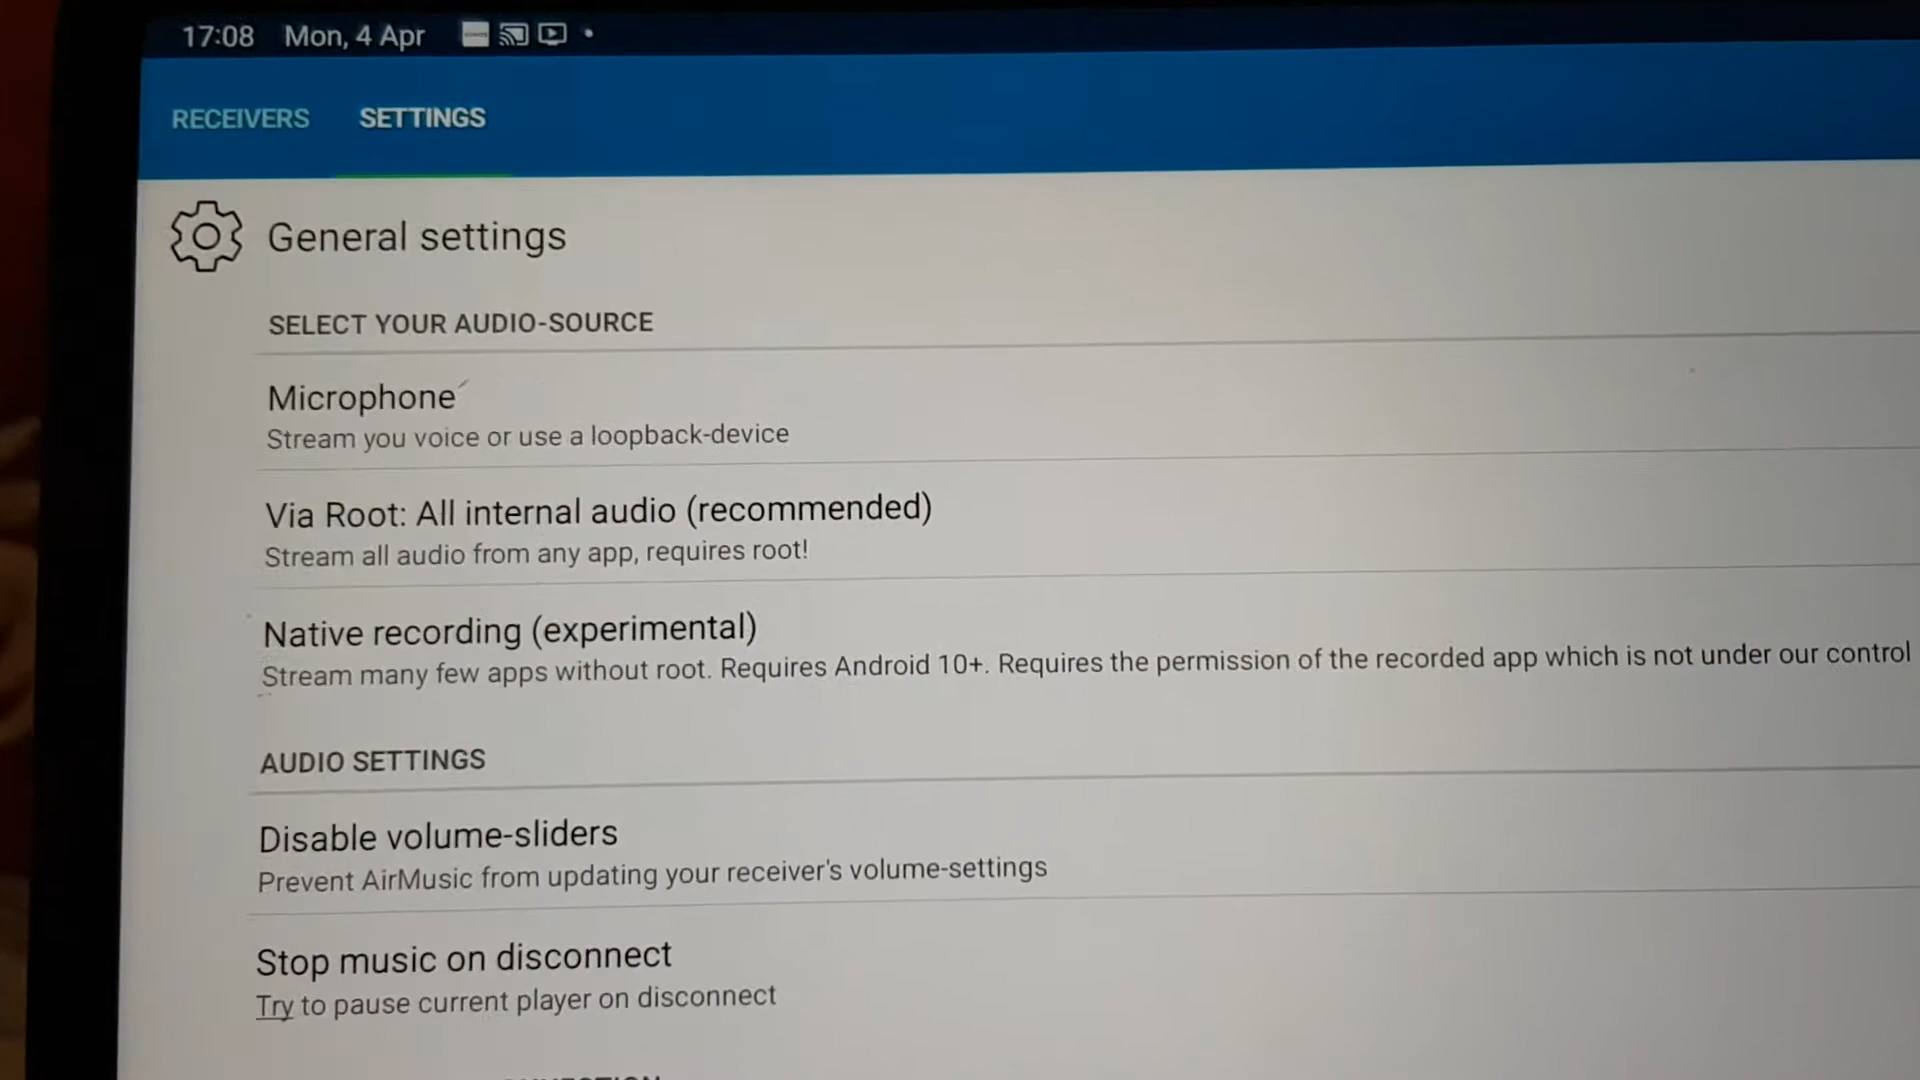 17:08 Mon, 4 Apr
RECEIVERS SETTINGS
General settings
SELECT YOUR AUDIO-SOURCE
Microphone
Stream you voice or use a loopback-device
Via Root: All internal audio (recommended)
Stream all audio from any app, requires root!
Native recording (experimental)
Stream many few apps without root. Requires Android 10+. Requires the permission of the recorded app which is not under our control
AUDIO SETTINGS
Disable volume-sliders
Prevent AirMusic from updating your receiver's volume-settings
Stop music on disconnect
Try to pause current player on disconnect